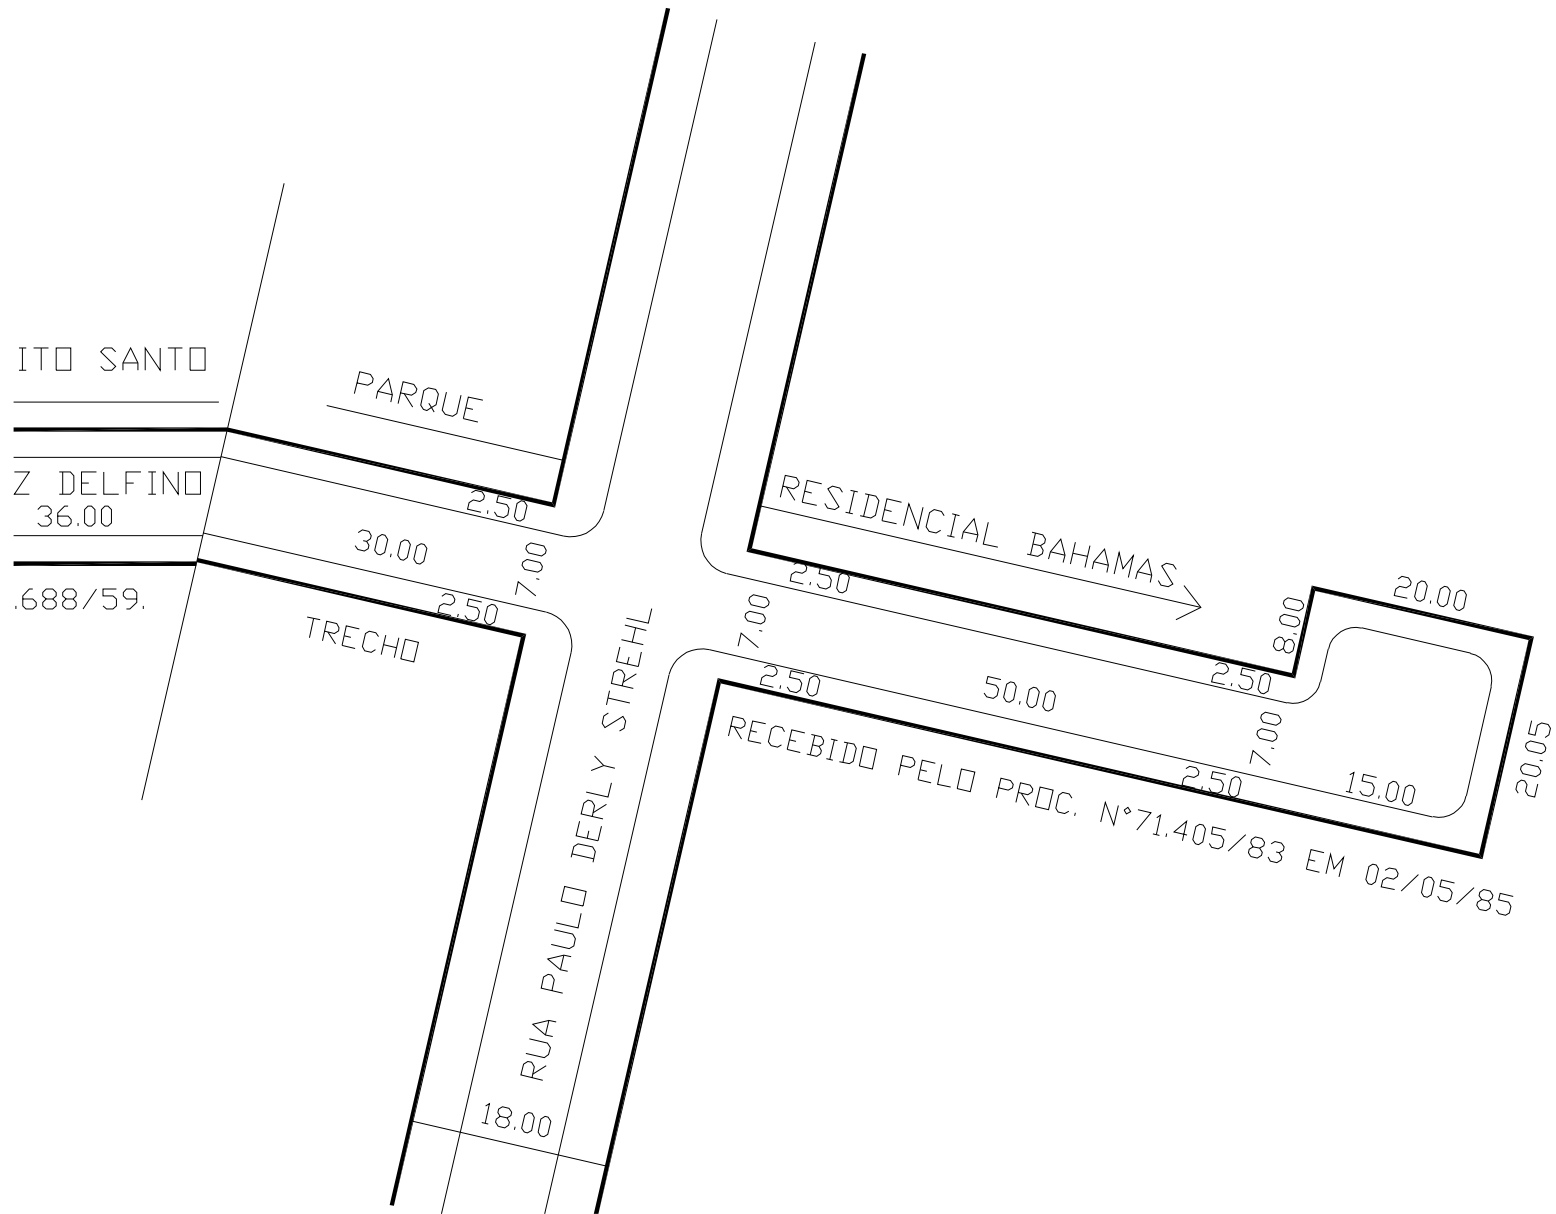 ITO SANTO
PARQUE
Z DELFINO
36.00
.688/59.
2.50
30.00
7.00
2.50
TRECHO
RESIDENCIAL BAHAMAS
2.50
7.00
2.50
50.00
2.50
8.00
20.00
7.00
2.50
15.00
20.05
RECEBIDO PELO PROC. N°71.405/83 EM 02/05/85
RUA PAULO DERLY STREHL
18.00